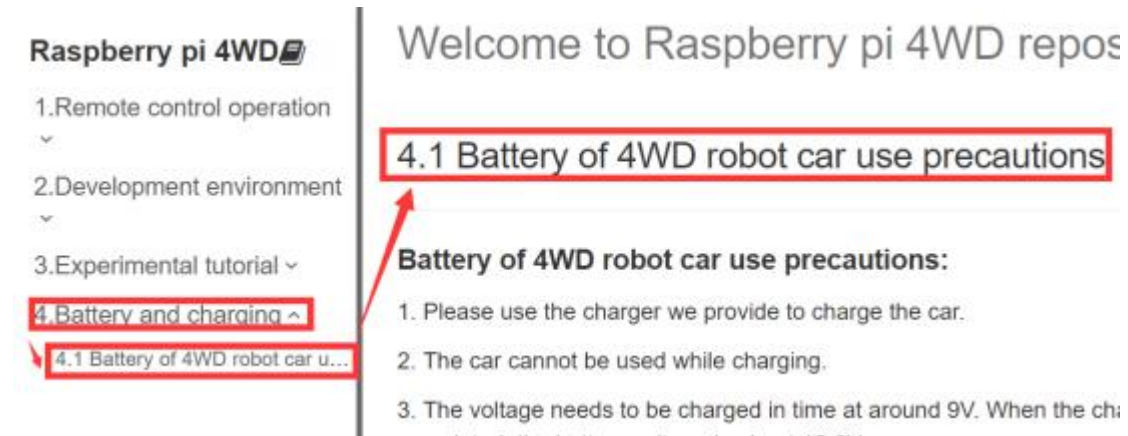 Raspberry pi 4WD
1.Remote control operation
2.Development environment
3.Experimental tutorial
4.Battery and charging
4.1 Battery of 4WD robot car u...
Welcome to Raspberry pi 4WD repos
4.1 Battery of 4WD robot car use precautions
Battery of 4WD robot car use precautions:
1. Please use the charger we provide to charge the car.
2. The car cannot be used while charging.
3. The voltage needs to be charged in time at around 9V. When the cha